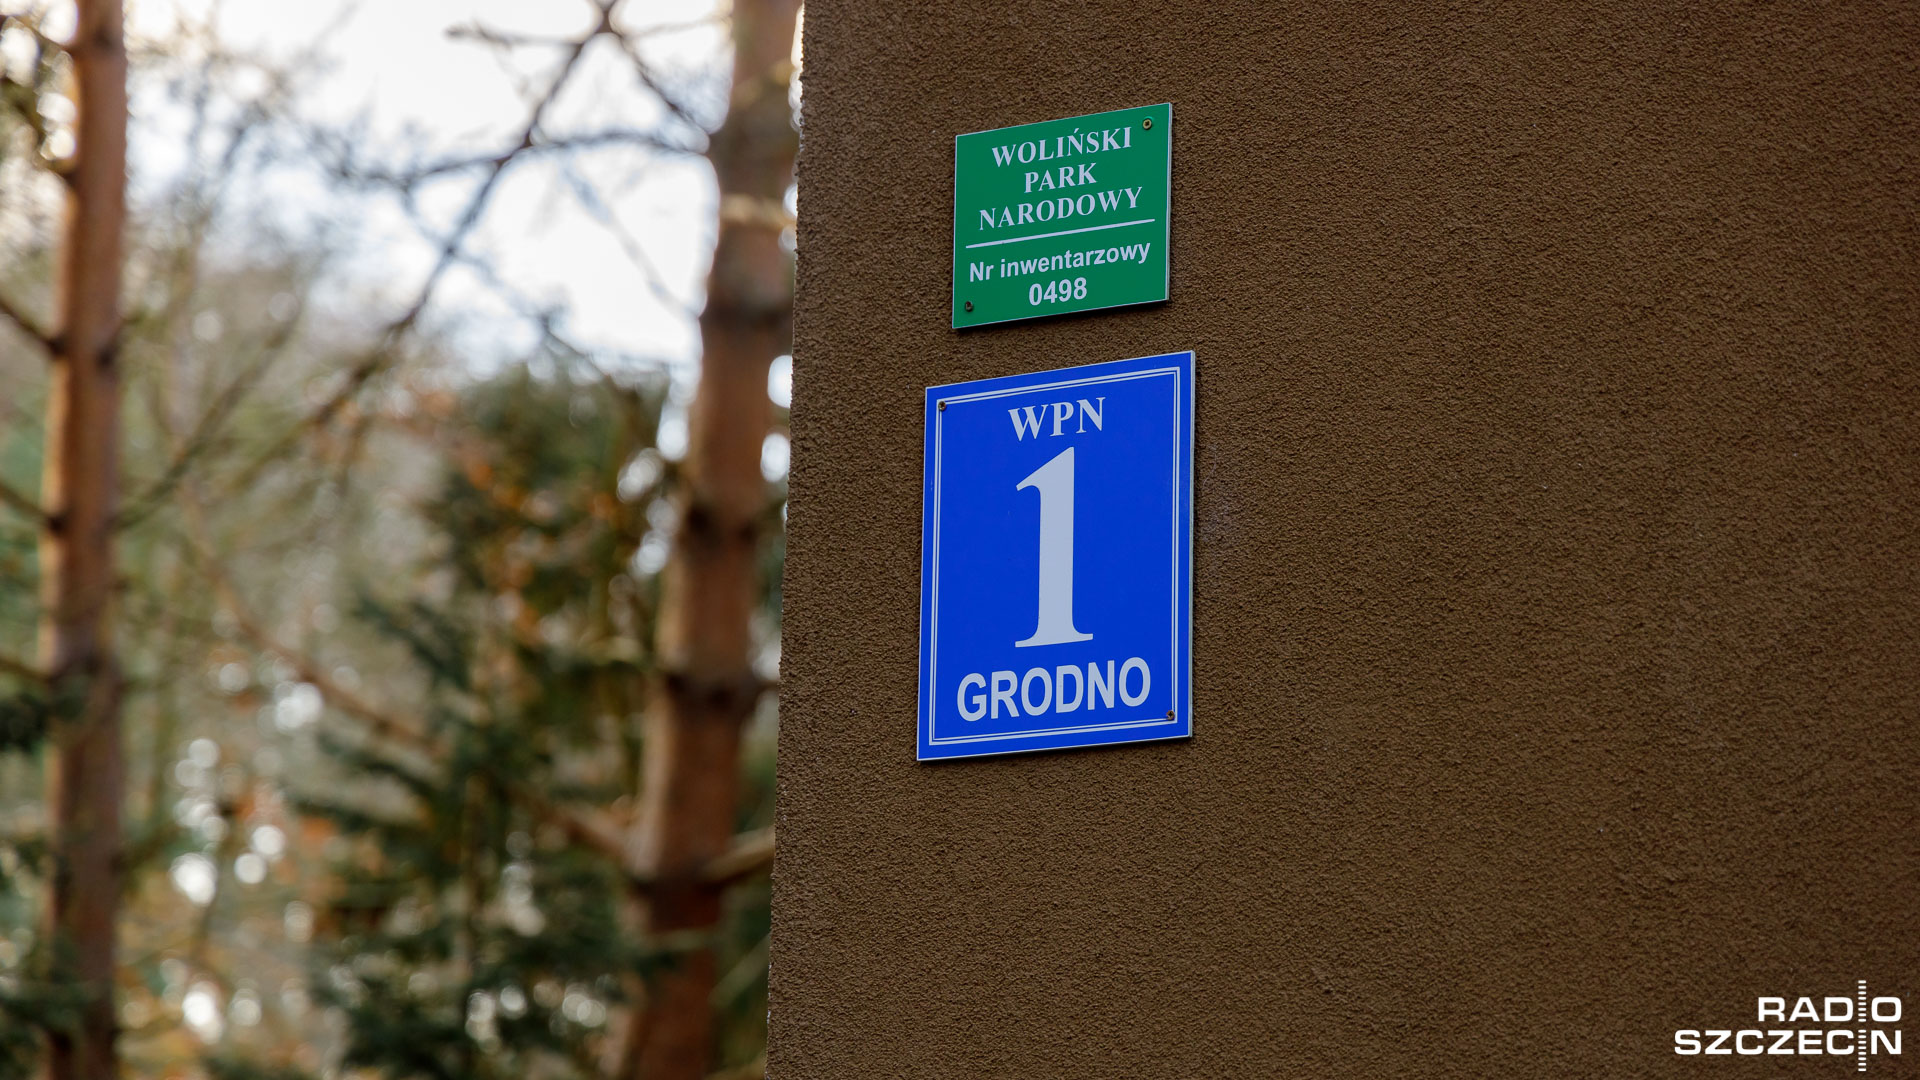 WOLIŃSKI
PARK
NARODOWY
Nr inwentarzowy
0498
WPN
1
GRODNO
RADIO
SZCZECIN